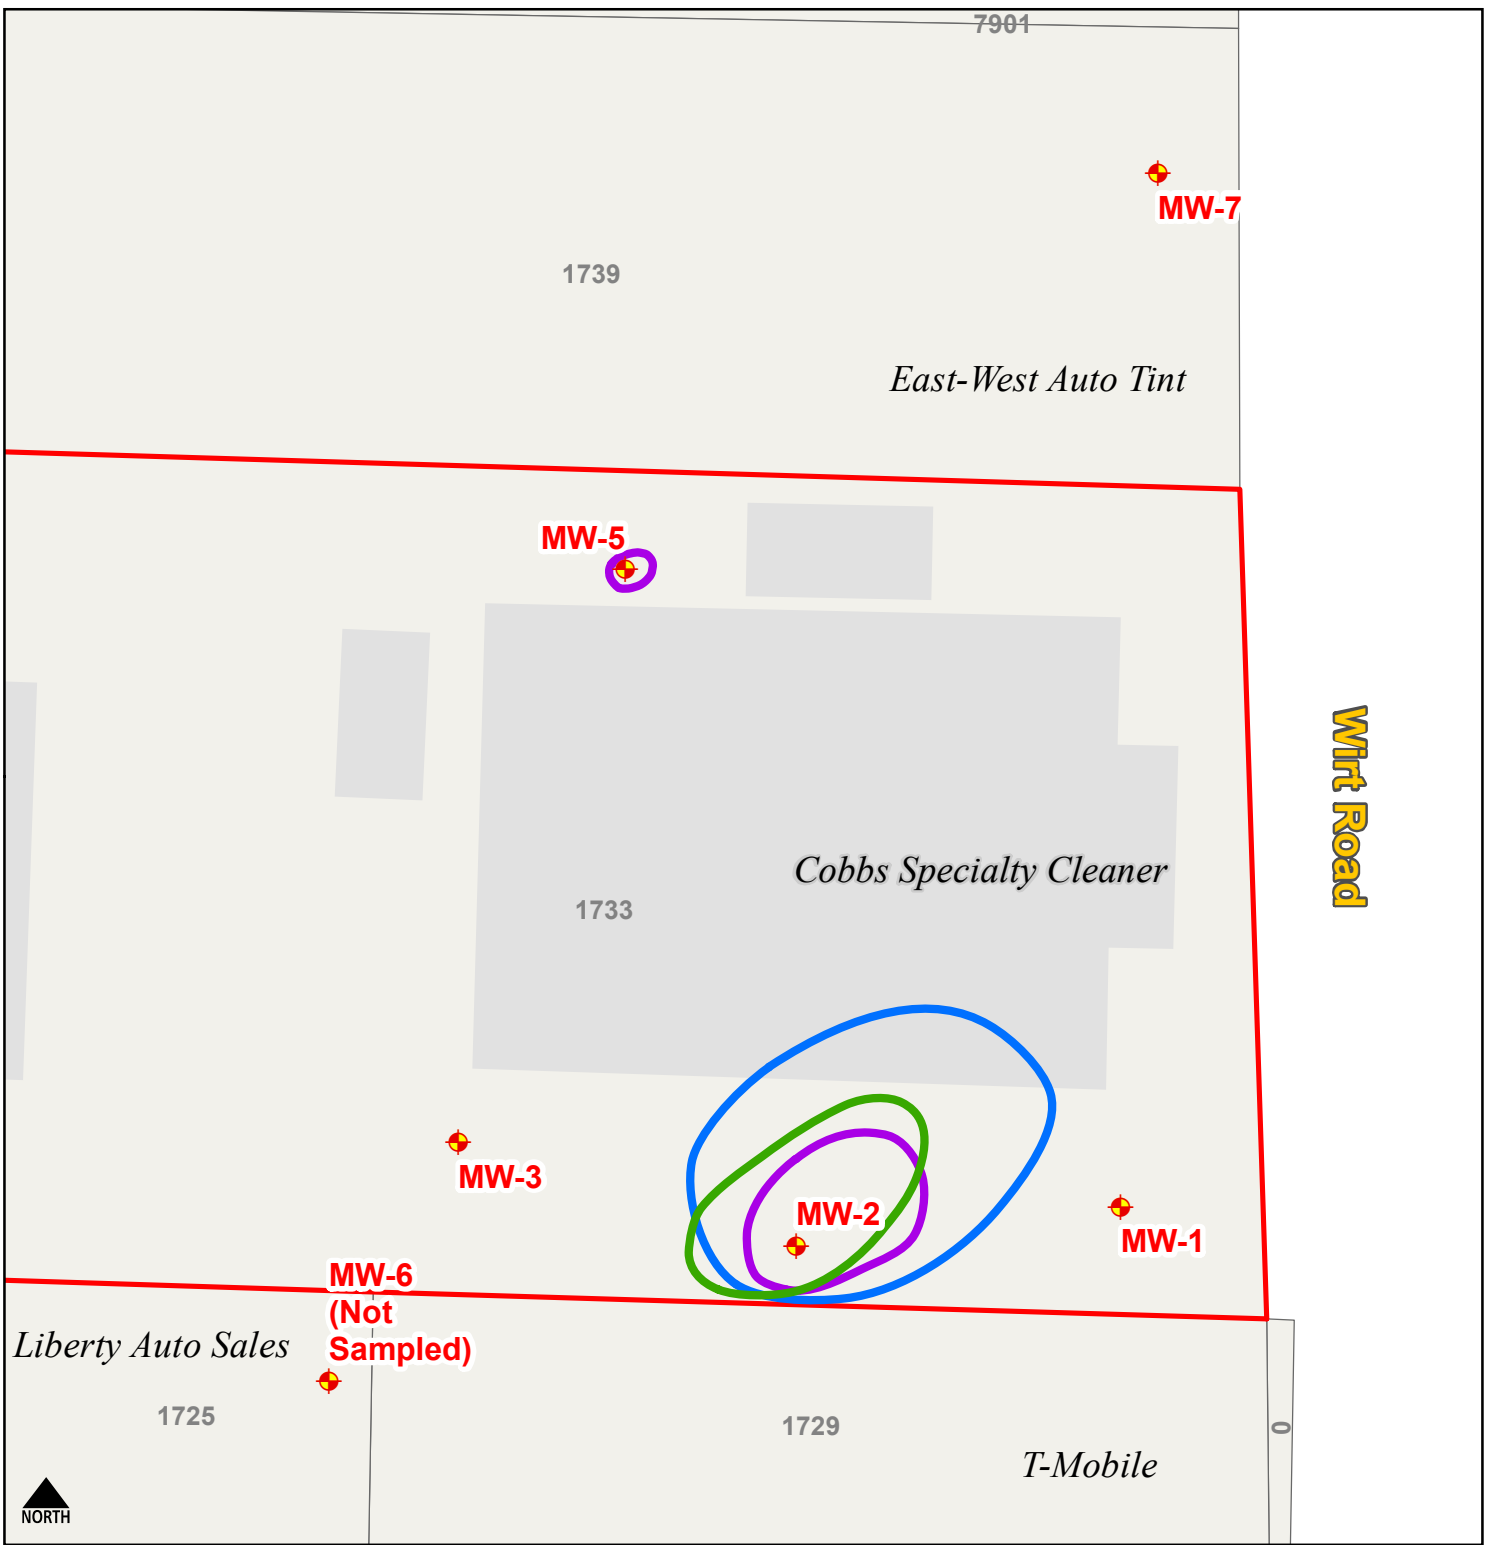 7901
MW-7
1739
East-West Auto Tint
MW-5
Wirt Road
Cobbs Specialty Cleaner
1733
MW-3
MW-2
MW-1
MW-6
(Not
Sampled)
Liberty Auto Sales
1725
1729
0
T-Mobile
NORTH